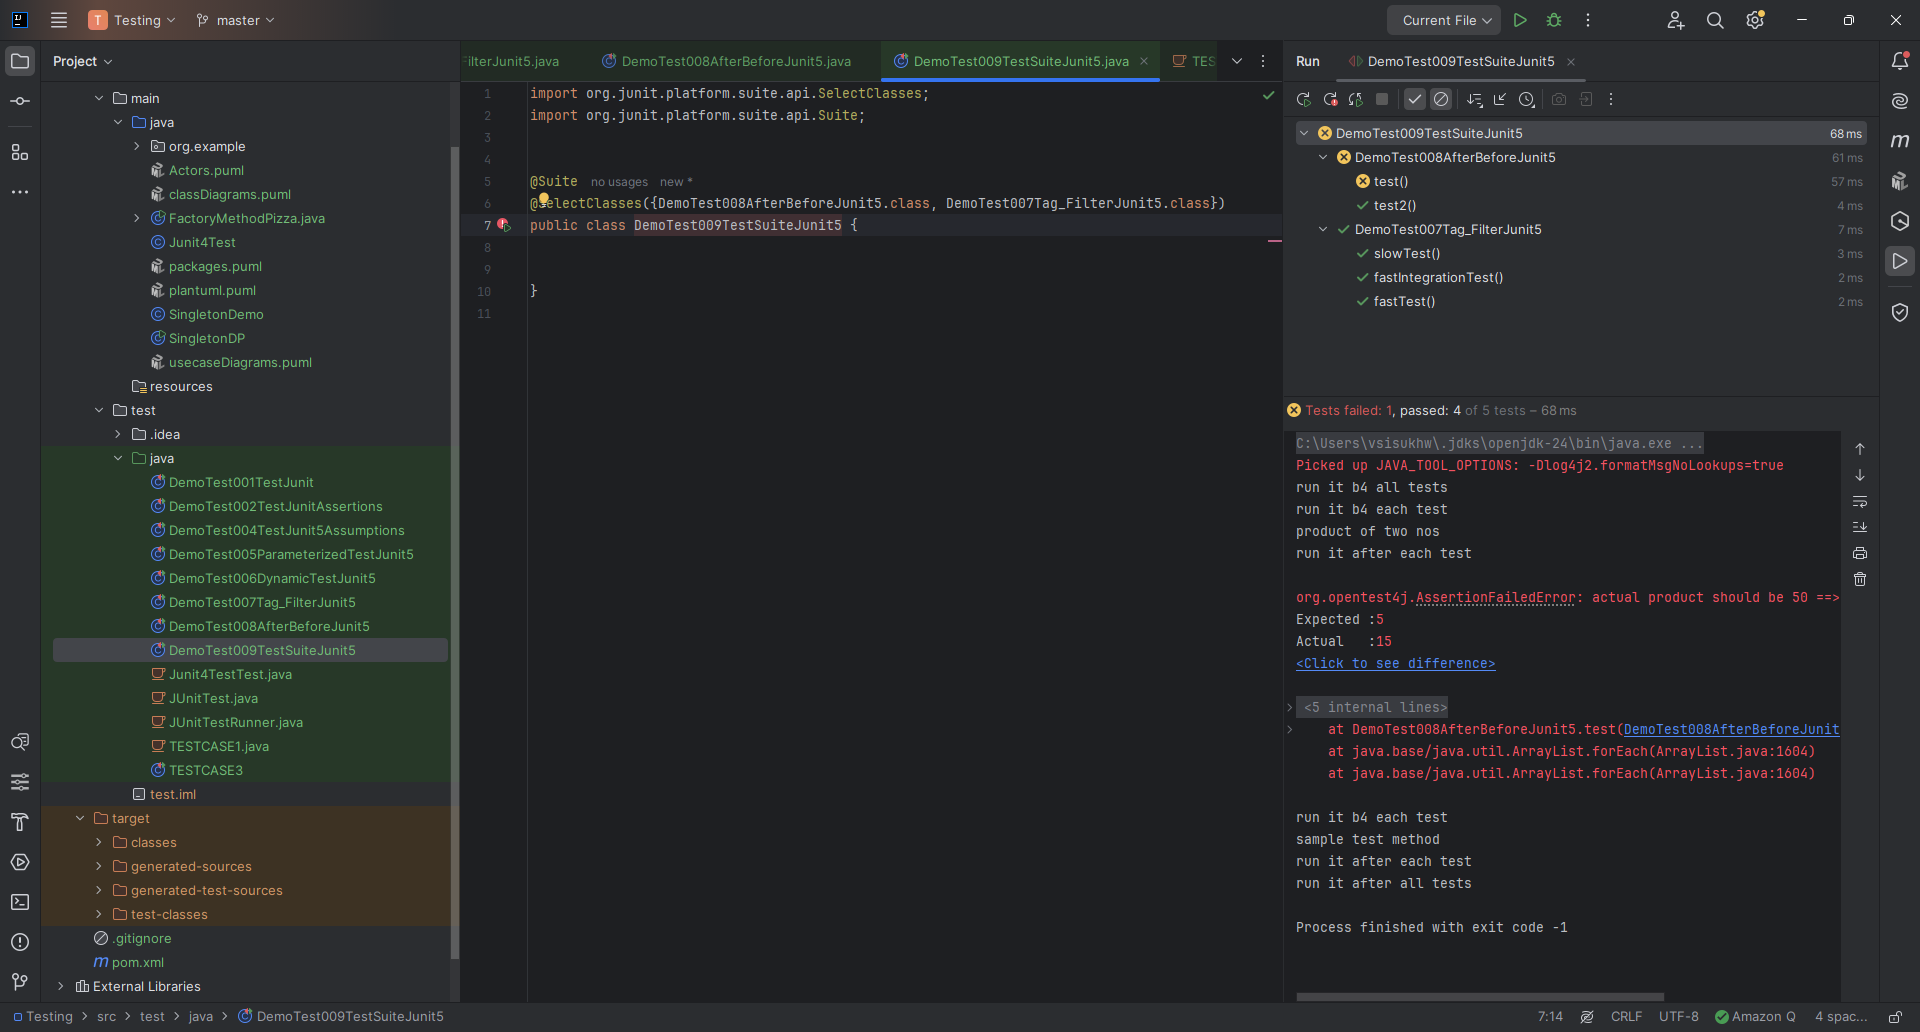 T Testing master Current File
Project
main
java
org.example
Actors.puml
classDiagrams.puml
FactoryMethodPizza.java
Junit4Test
packages.puml
plantuml.puml
SingletonDemo
SingletonDP
usecaseDiagrams.puml
resources
test
.idea
java
DemoTest001TestJunit
DemoTest002TestJunitAssertions
DemoTest004TestJunit5Assumptions
DemoTest005ParameterizedTestJunit5
DemoTest006DynamicTestJunit5
DemoTest007Tag_FilterJunit5
DemoTest008AfterBeforeJunit5
DemoTest009TestSuiteJunit5
Junit4TestTest.java
JUnitTest.java
JUnitTestRunner.java
TESTCASE1.java
TESTCASE3
test.iml
target
classes
generated-sources
generated-test-sources
test-classes
.gitignore
m pom.xml
External Libraries
ilterJunit5.java DemoTest008AfterBeforeJunit5.java DemoTest009TestSuiteJunit5.java TES
1 import org.junit.platform.suite.api.SelectClasses;
2 import org.junit.platform.suite.api.Suite;
3
4
5 @Suite no usages new *
6 @SelectClasses({DemoTest008AfterBeforeJunit5.class, DemoTest007Tag_FilterJunit5.class})
7 public class DemoTest009TestSuiteJunit5 {
8
9
10 }
11
Run DemoTest009TestSuiteJunit5
DemoTest009TestSuiteJunit5 68 ms
DemoTest008AfterBeforeJunit5 61 ms
test() 57 ms
test2() 4 ms
DemoTest007Tag_FilterJunit5 7 ms
slowTest() 3 ms
fastIntegrationTest() 2 ms
fastTest() 2 ms
Tests failed: 1, passed: 4 of 5 tests – 68 ms
C:\Users\vsisukhw\.jdks\openjdk-24\bin\java.exe ...
Picked up JAVA_TOOL_OPTIONS: -Dlog4j2.formatMsgNoLookups=true
run it b4 all tests
run it b4 each test
product of two nos
run it after each test
org.opentest4j.AssertionFailedError: actual product should be 50 ==>
Expected :5
Actual :15
<Click to see difference>
<5 internal lines>
at DemoTest008AfterBeforeJunit5.test(DemoTest008AfterBeforeJunit
at java.base/java.util.ArrayList.forEach(ArrayList.java:1604)
at java.base/java.util.ArrayList.forEach(ArrayList.java:1604)
run it b4 each test
sample test method
run it after each test
run it after all tests
Process finished with exit code -1
m
Testing > src > test > java > DemoTest009TestSuiteJunit5 7:14 CRLF UTF-8 Amazon Q 4 spac...